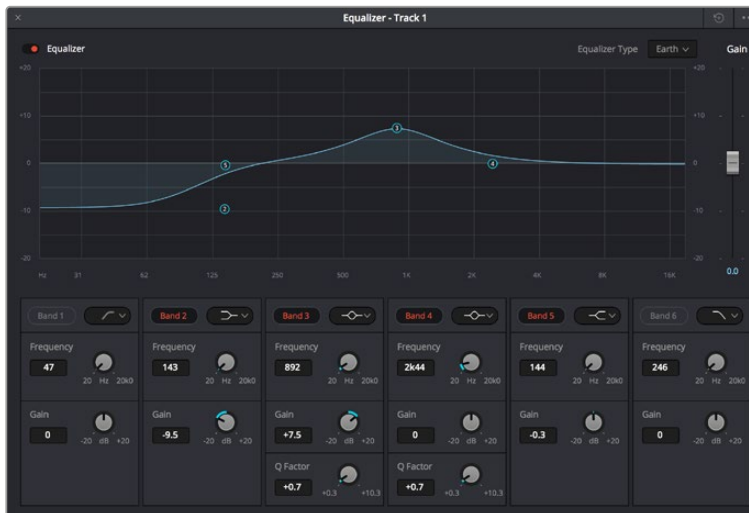 Equalizer - Track 1
Equalizer
Equalizer Type Earth Gain
+20 +20
+10 +10
0 0
-10 -10
-20 -20
Hz 31 62 125 250 500 1K 2K 4K 8K 16K
0.0
Band 1 Band 2 Band 3 Band 4 Band 5 Band 6
Frequency Frequency Frequency Frequency Frequency Frequency
47 143 892 2k44 144 246
20 Hz 20k0 20 Hz 20k0 20 Hz 20k0 20 Hz 20k0 20 Hz 20k0 20 Hz 20k0
Gain Gain Gain Gain Gain Gain
0 -9.5 +7.5 0 -0.3 0
-20 dB +20 -20 dB +20 -20 dB +20 -20 dB +20 -20 dB +20 -20 dB +20
Q Factor Q Factor
+0.7 +0.7
+0.3 +10.3 +0.3 +10.3
3
5
4
2